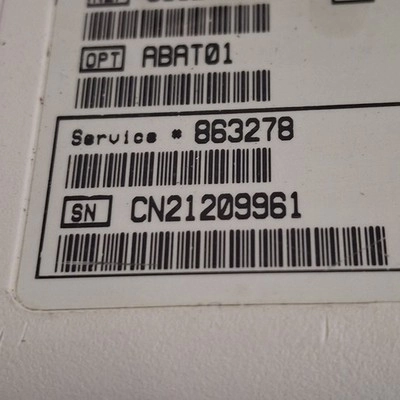 OPT ABAT01
Service # 863278
SN CN21209961